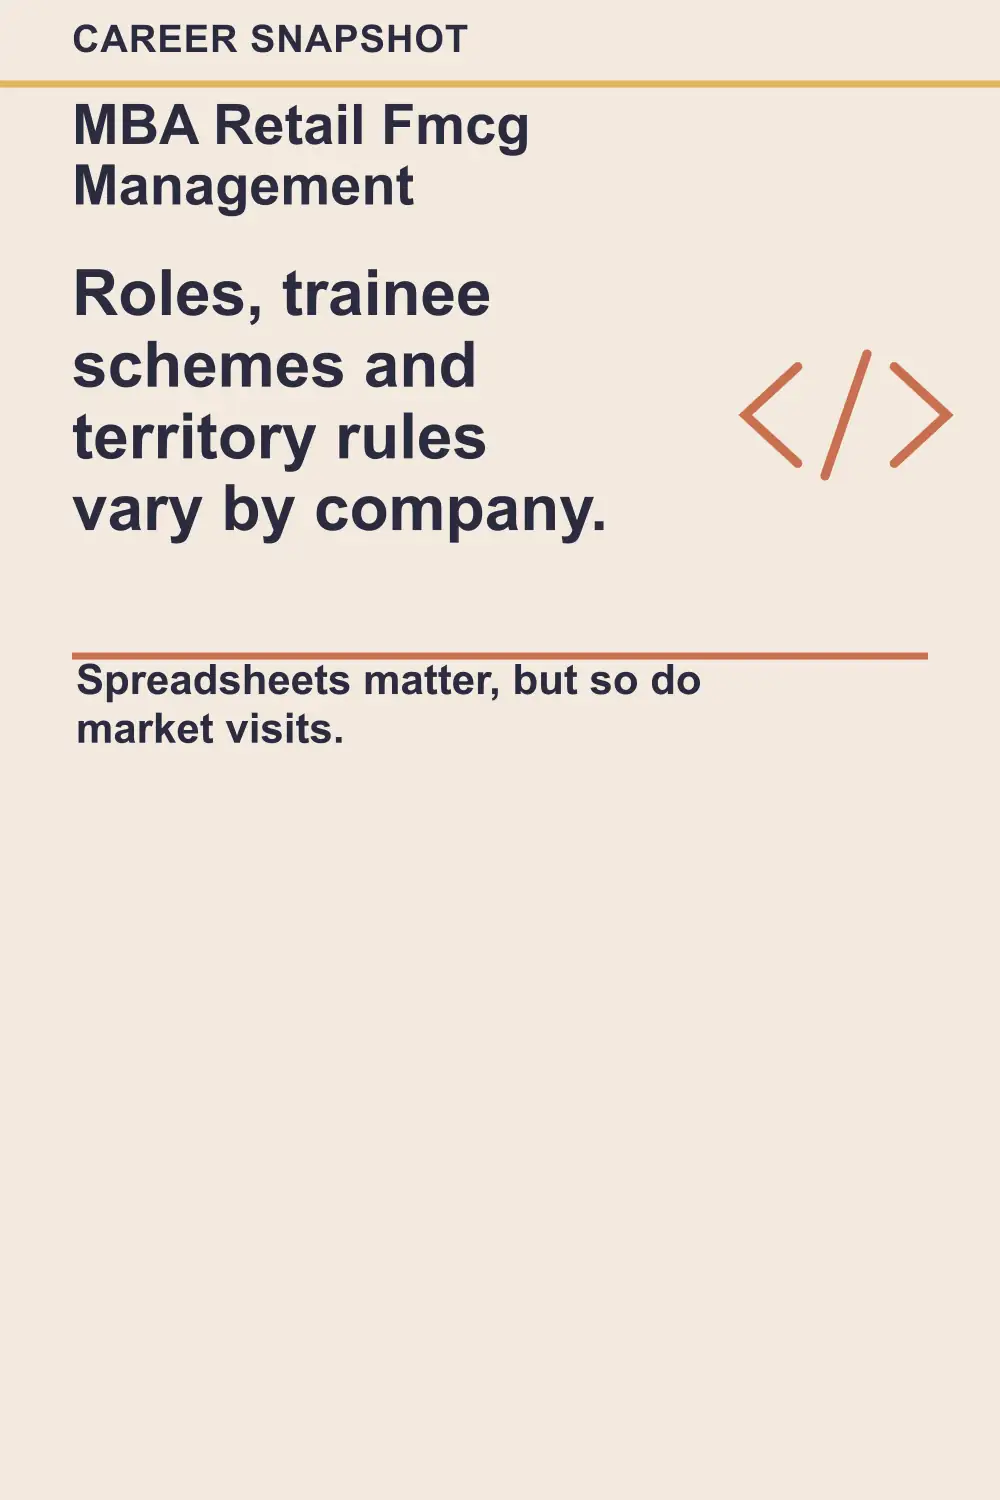 CAREER SNAPSHOT
MBA Retail Fmcg
Management
Roles, trainee
schemes and
territory rules
vary by company.
Spreadsheets matter, but so do
market visits.